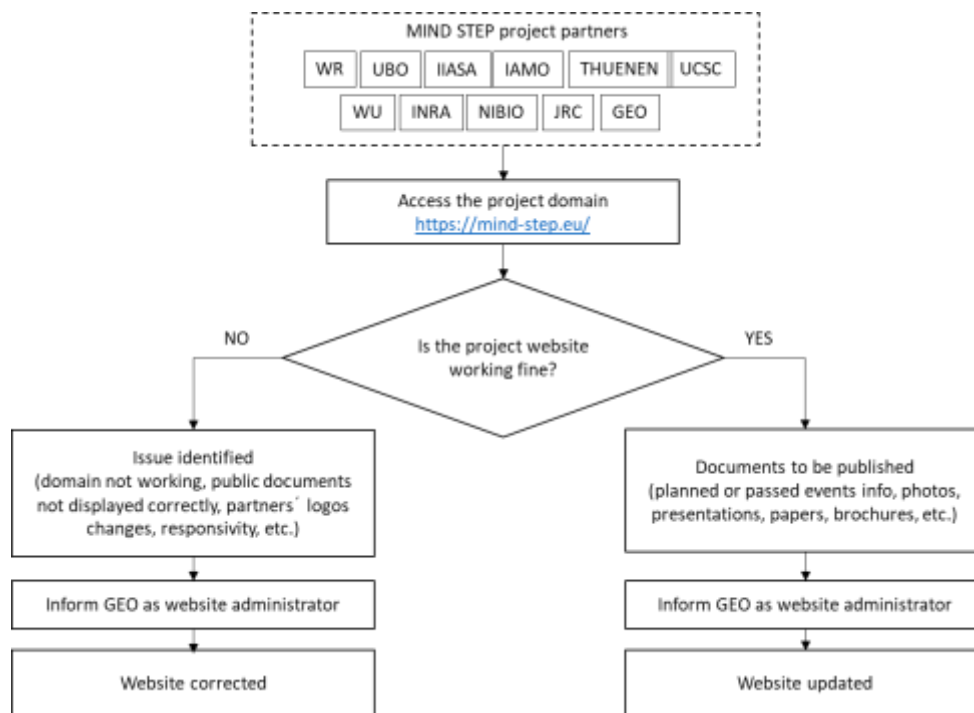 MIND STEP project partners
WR UBO IIASA IAMO THUENEN UCSC
WU INRA NIBIO JRC GEO
Access the project domain
https://mind-step.eu/
NO
YES
Is the project website
working fine?
Issue identified
(domain not working, public documents
not displayed correctly, partners´ logos
changes, responsivity, etc.)
Documents to be published
(planned or passed events info, photos,
presentations, papers, brochures, etc.)
Inform GEO as website administrator
Inform GEO as website administrator
Website corrected
Website updated